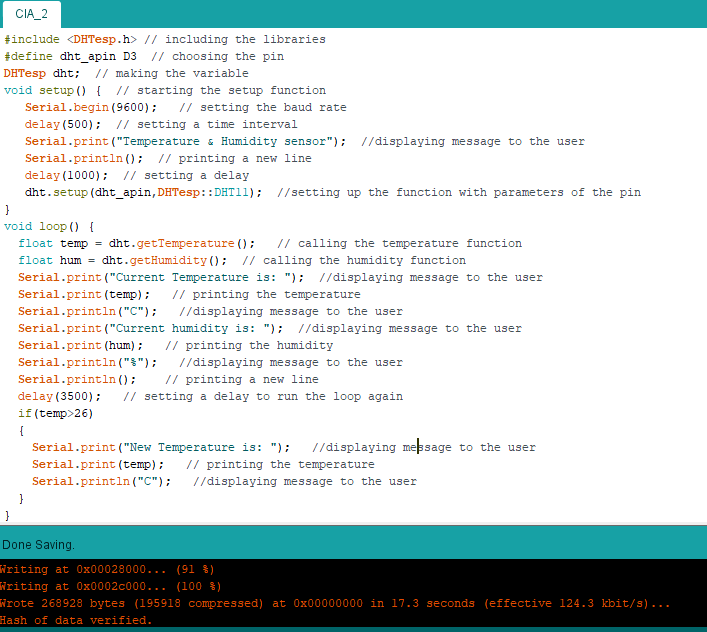 CIA_2
#include <DHTesp.h> // including the libraries
#define dht_apin D3  // choosing the pin
DHTesp dht;  // making the variable
void setup() {  // starting the setup function
   Serial.begin(9600);   // setting the baud rate
   delay(500);  // setting a time interval
   Serial.print("Temperature & Humidity sensor");  //displaying message to the user
   Serial.println();  // printing a new line
   delay(1000);  // setting a delay
   dht.setup(dht_apin,DHTesp::DHT11);  //setting up the function with parameters of the pin
}
void loop() {
  float temp = dht.getTemperature();   // calling the temperature function
  float hum = dht.getHumidity();  // calling the humidity function
  Serial.print("Current Temperature is: ");  //displaying message to the user
  Serial.print(temp);   // printing the temperature
  Serial.println("C");   //displaying message to the user
  Serial.print("Current humidity is: ");  //displaying message to the user
  Serial.print(hum);   // printing the humidity
  Serial.println("%");   //displaying message to the user
  Serial.println();    // printing a new line
  delay(3500);   // setting a delay to run the loop again
  if(temp>26)
  {
    Serial.print("New Temperature is: ");   //displaying message to the user
    Serial.print(temp);   // printing the temperature
    Serial.println("C");   //displaying message to the user
  }
}
Done Saving.
Writing at 0x00028000... (91 %)
Writing at 0x0002c000... (100 %)
Wrote 268928 bytes (195918 compressed) at 0x00000000 in 17.3 seconds (effective 124.3 kbit/s)...
Hash of data verified.